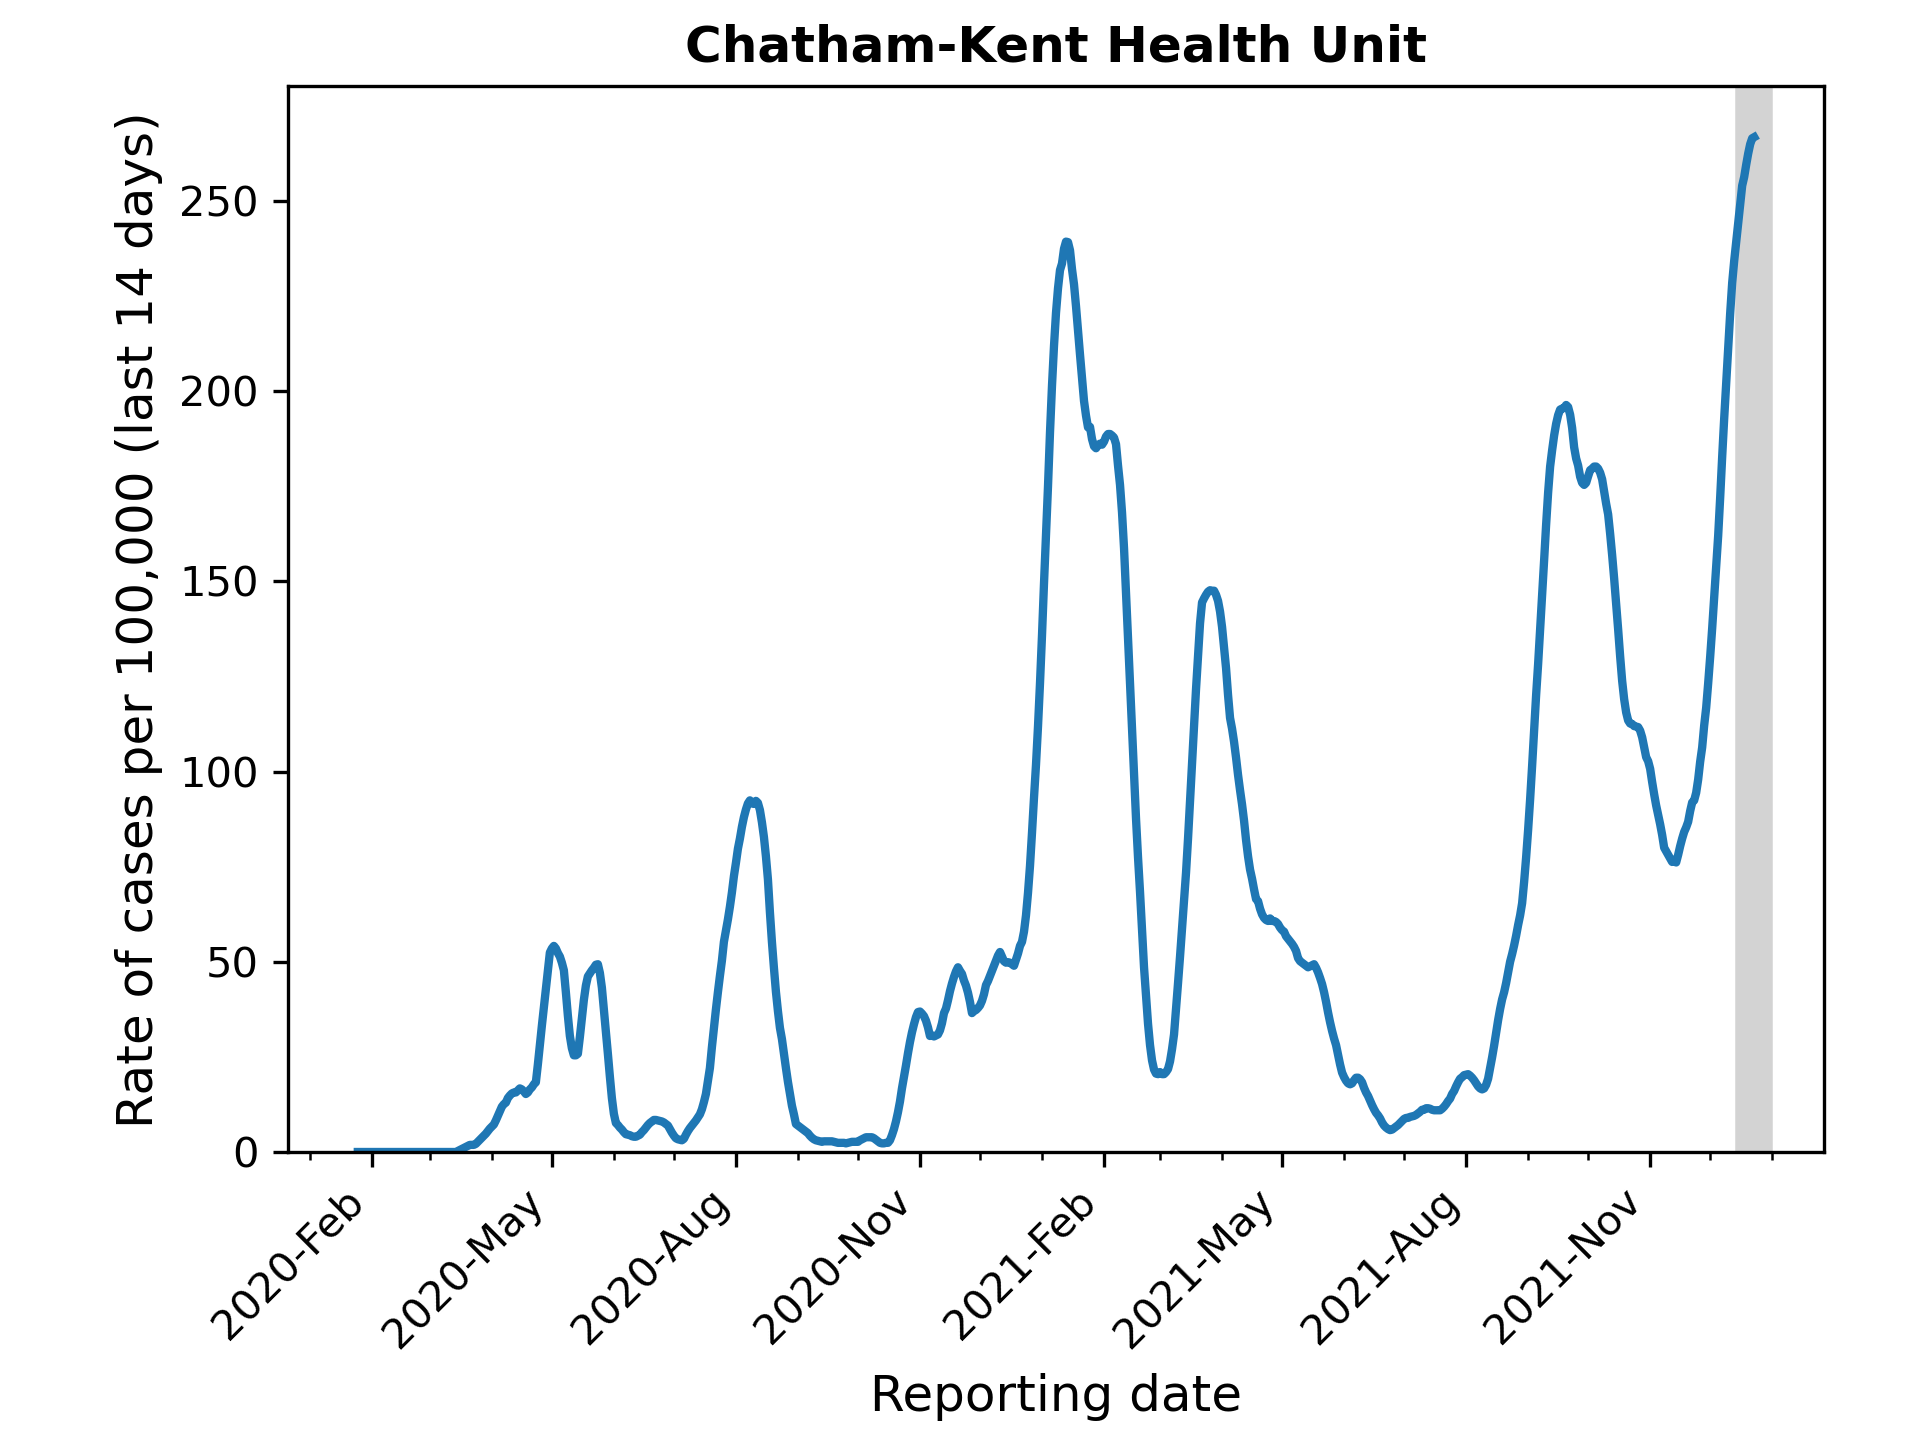 Chatham-Kent Health Unit
Rate of cases per 100,000 (last 14 days)
250
200
150
100
50
0
2020-Feb
2020-May
2020-Aug
2020-Nov
2021-Feb
2021-May
2021-Aug
2021-Nov
Reporting date